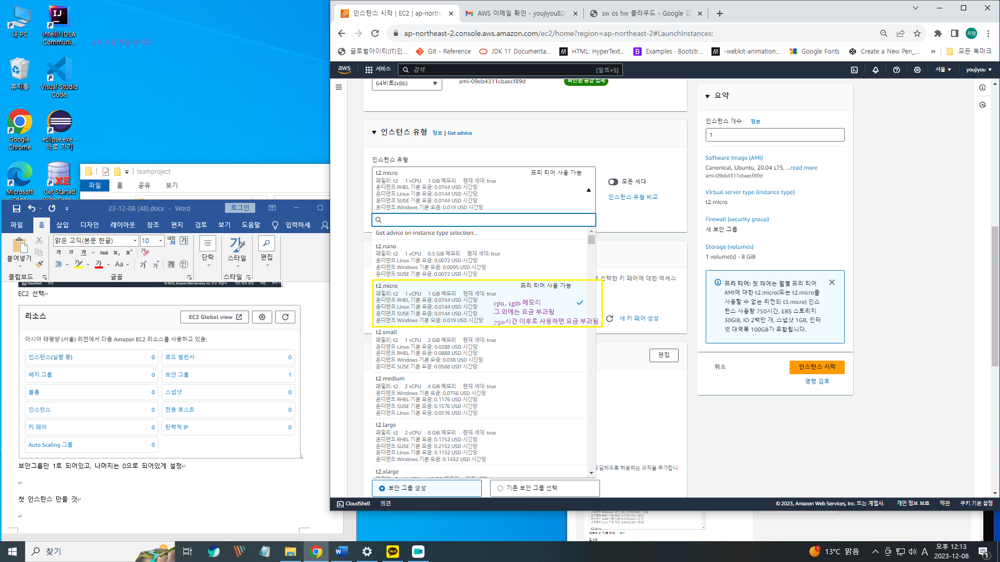 내 PC
IntelliJ IDEA
Communi...
나노 가장 작은 사이즈
휴지통
Visual Studio
Code
Google
Chrome
eclipse.exe -
바로 가기
Microsoft
Edge
Get Started
With Orac...
teamproject
파일 홈 공유 보기
23-12-08 (48).docx - Word
로그인
파일 홈 삽입 디자인 레이아웃 참조 편지 검토 보기 도움말 입력하세
붙여넣기
맑은 고딕(본문 한글) 10
단락 스타일 편집
클립보드 글꼴 스타일
EC2 선택
리소스
EC2 Global view
아시아 태평양 (서울) 리전에서 다음 Amazon EC2 리소스를 사용하고 있음:
인스턴스(실행 중) 0 로드 밸런서 0
배치 그룹 0 보안 그룹 1
볼륨 0 스냅샷 0
인스턴스 0 전용 호스트 0
키 페어 0 탄력적 IP 0
Auto Scaling 그룹 0
보안그룹만 1로 되어있고, 나머지는 0으로 되어있게 설정
첫 인스턴스 만들 것
인스턴스 시작 | EC2 | ap-northe
AWS 이메일 확인 - youjiyou82
sw os hw 클라우드 - Google 검
ap-northeast-2.console.aws.amazon.com/ec2/home?region=ap-northeast-2#LaunchInstances:
지영
글로벌아이티(IT)인...
Git - Reference
JDK 11 Documenta...
HTML: HyperText...
Examples · Bootstr...
-webkit-animation...
Google Fonts
Create a New Pen_...
모든 북마크
aws 서비스 검색 [알트+S] 서울 youjiyou
64비트(x86) ami-09eb4311cbaecf89d 확인된 공급 업체
인스턴스 유형 정보 | Get advice
인스턴스 유형
t2.micro 프리 티어 사용 가능
패밀리: t2 1 vCPU 1 GiB 메모리 현재 세대: true
온디맨드 RHEL 기본 요금: 0.0744 USD 시간당
온디맨드 Linux 기본 요금: 0.0144 USD 시간당
온디맨드 SUSE 기본 요금: 0.0144 USD 시간당
온디맨드 Windows 기본 요금: 0.019 USD 시간당
모든 세대
인스턴스 유형 비교
Get advice on instance type selection...
t2.nano
패밀리: t2 1 vCPU 0.5 GiB 메모리 현재 세대: true
온디맨드 Linux 기본 요금: 0.0072 USD 시간당
온디맨드 Windows 기본 요금: 0.0095 USD 시간당
온디맨드 SUSE 기본 요금: 0.0072 USD 시간당
선택한 키 페어에 대한 액세스
t2.micro 프리 티어 사용 가능
패밀리: t2 1 vCPU 1 GiB 메모리 현재 세대: true
온디맨드 RHEL 기본 요금: 0.0744 USD 시간당
온디맨드 Linux 기본 요금: 0.0144 USD 시간당
온디맨드 SUSE 기본 요금: 0.0144 USD 시간당
온디맨드 Windows 기본 요금: 0.019 USD 시간당
cpu, 1gib 메모리
그 외에는 요금 부과됨
750시간 이후로 사용하면 요금 부과됨
새 키 페어 생성
t2.small
패밀리: t2 1 vCPU 2 GiB 메모리 현재 세대: true
온디맨드 Linux 기본 요금: 0.0288 USD 시간당
온디맨드 RHEL 기본 요금: 0.0888 USD 시간당
온디맨드 Windows 기본 요금: 0.038 USD 시간당
온디맨드 SUSE 기본 요금: 0.0588 USD 시간당
편집
t2.medium
패밀리: t2 2 vCPU 4 GiB 메모리 현재 세대: true
온디맨드 Windows 기본 요금: 0.0756 USD 시간당
온디맨드 RHEL 기본 요금: 0.1176 USD 시간당
온디맨드 SUSE 기본 요금: 0.1576 USD 시간당
온디맨드 Linux 기본 요금: 0.0576 USD 시간당
t2.large
패밀리: t2 2 vCPU 8 GiB 메모리 현재 세대: true
온디맨드 RHEL 기본 요금: 0.1752 USD 시간당
온디맨드 SUSE 기본 요금: 0.2152 USD 시간당
온디맨드 Linux 기본 요금: 0.1152 USD 시간당
온디맨드 Windows 기본 요금: 0.1432 USD 시간당
t2.xlarge
도달하도록 허용하는 규칙을 추가합니
보안 그룹 생성 기존 보안 그룹 선택
요약
인스턴스 개수 정보
1
Software Image (AMI)
Canonical, Ubuntu, 20.04 LTS, ...read more
ami-09eb4311cbaecf89d
Virtual server type (instance type)
t2.micro
Firewall (security group)
새 보안 그룹
Storage (volumes)
1 volume(s) - 8 GiB
프리 티어: 첫 해에는 월별 프리 티어
AMI에 대한 t2.micro(또는 t2.micro를
사용할 수 없는 리전의 t3.micro) 인스
턴스 사용량 750시간, EBS 스토리지
30GiB, IO 2백만 개, 스냅샷 1GB, 인터
넷 대역폭 100GB가 포함됩니다.
취소 인스턴스 시작
명령 검토
CloudShell 의견 © 2023, Amazon Web Services, Inc. 또는 계열사. 개인 정보 보호 약관 쿠키 기본 설정
찾기
13°C 맑음
A
오후 12:13
2023-12-08
1